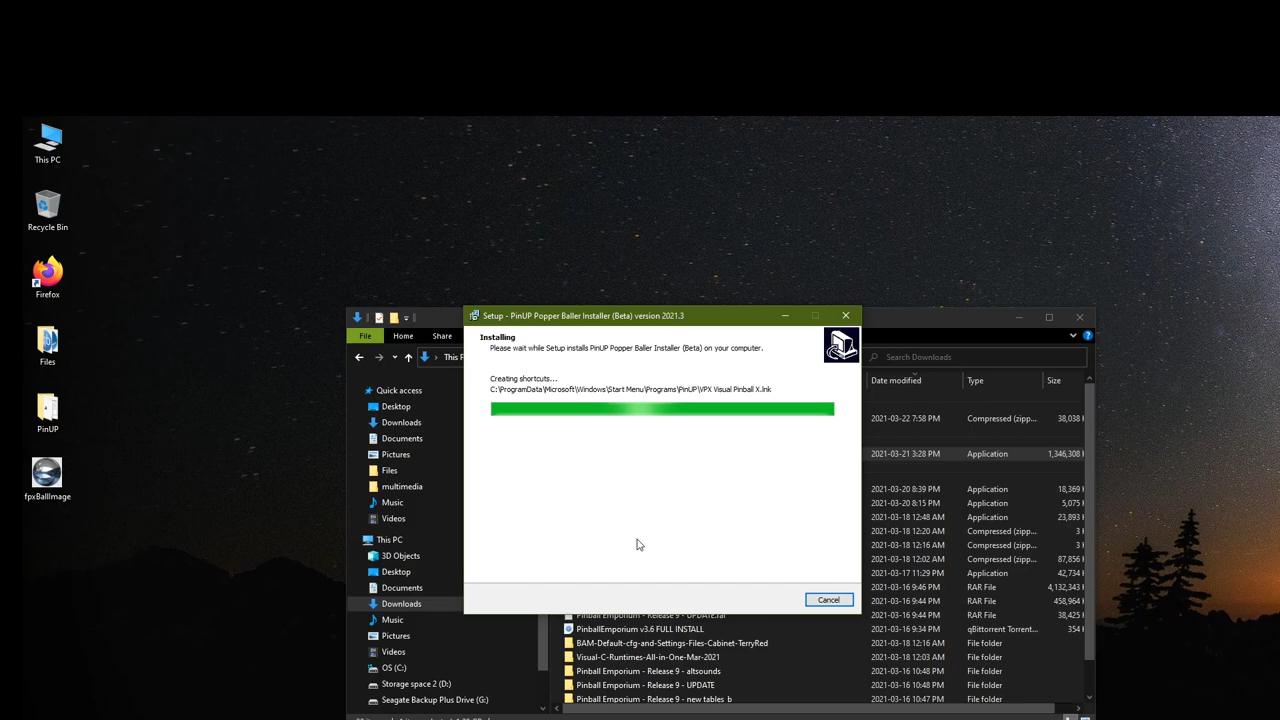 This PC
Recycle Bin
Firefox
Files
PinUP
fpxBallImage
File
Home
Share
This P
Search Downloads
Setup - PinUP Popper Baller Installer (Beta) version 2021.3
Installing
Please wait while Setup installs PinUP Popper Baller Installer (Beta) on your computer.
Creating shortcuts...
C:\ProgramData\Microsoft\Windows\Start Menu\Programs\PinUP\VPX Visual Pinball X.lnk
Cancel
Quick access
Desktop
Downloads
Documents
Pictures
Files
multimedia
Music
Videos
This PC
3D Objects
Desktop
Documents
Downloads
Music
Pictures
Videos
OS (C:)
Storage space 2 (D:)
Seagate Backup Plus Drive (G:)
Date modified Type Size
2021-03-22 7:58 PM Compressed (zipp... 38,038
2021-03-21 3:28 PM Application 1,346,308
2021-03-20 8:39 PM Application 18,369
2021-03-20 8:15 PM Application 5,075
2021-03-18 12:48 AM Application 23,893
2021-03-18 12:20 AM Compressed (zipp... 3
2021-03-18 12:16 AM Compressed (zipp... 3
2021-03-18 12:03 AM Compressed (zipp... 87,856
2021-03-17 11:29 PM Application 42,734
2021-03-16 9:46 PM RAR File 4,132,343
2021-03-16 9:44 PM RAR File 458,964
Pinball Emporium - Release 9 - UPDATE.rar 2021-03-16 9:44 PM RAR File 38,425
PinballEmporium v3.6 FULL INSTALL 2021-03-16 9:34 PM qBittorrent Torrent... 354
BAM-Default-cfg-and-Settings-Files-Cabinet-TerryRed 2021-03-18 12:16 AM File folder
Visual-C-Runtimes-All-in-One-Mar-2021 2021-03-18 12:03 AM File folder
Pinball Emporium - Release 9 - altsounds 2021-03-16 10:48 PM File folder
Pinball Emporium - Release 9 - UPDATE 2021-03-16 10:48 PM File folder
Pinball Emporium - Release 9 - new tables_b 2021-03-16 10:47 PM File folder